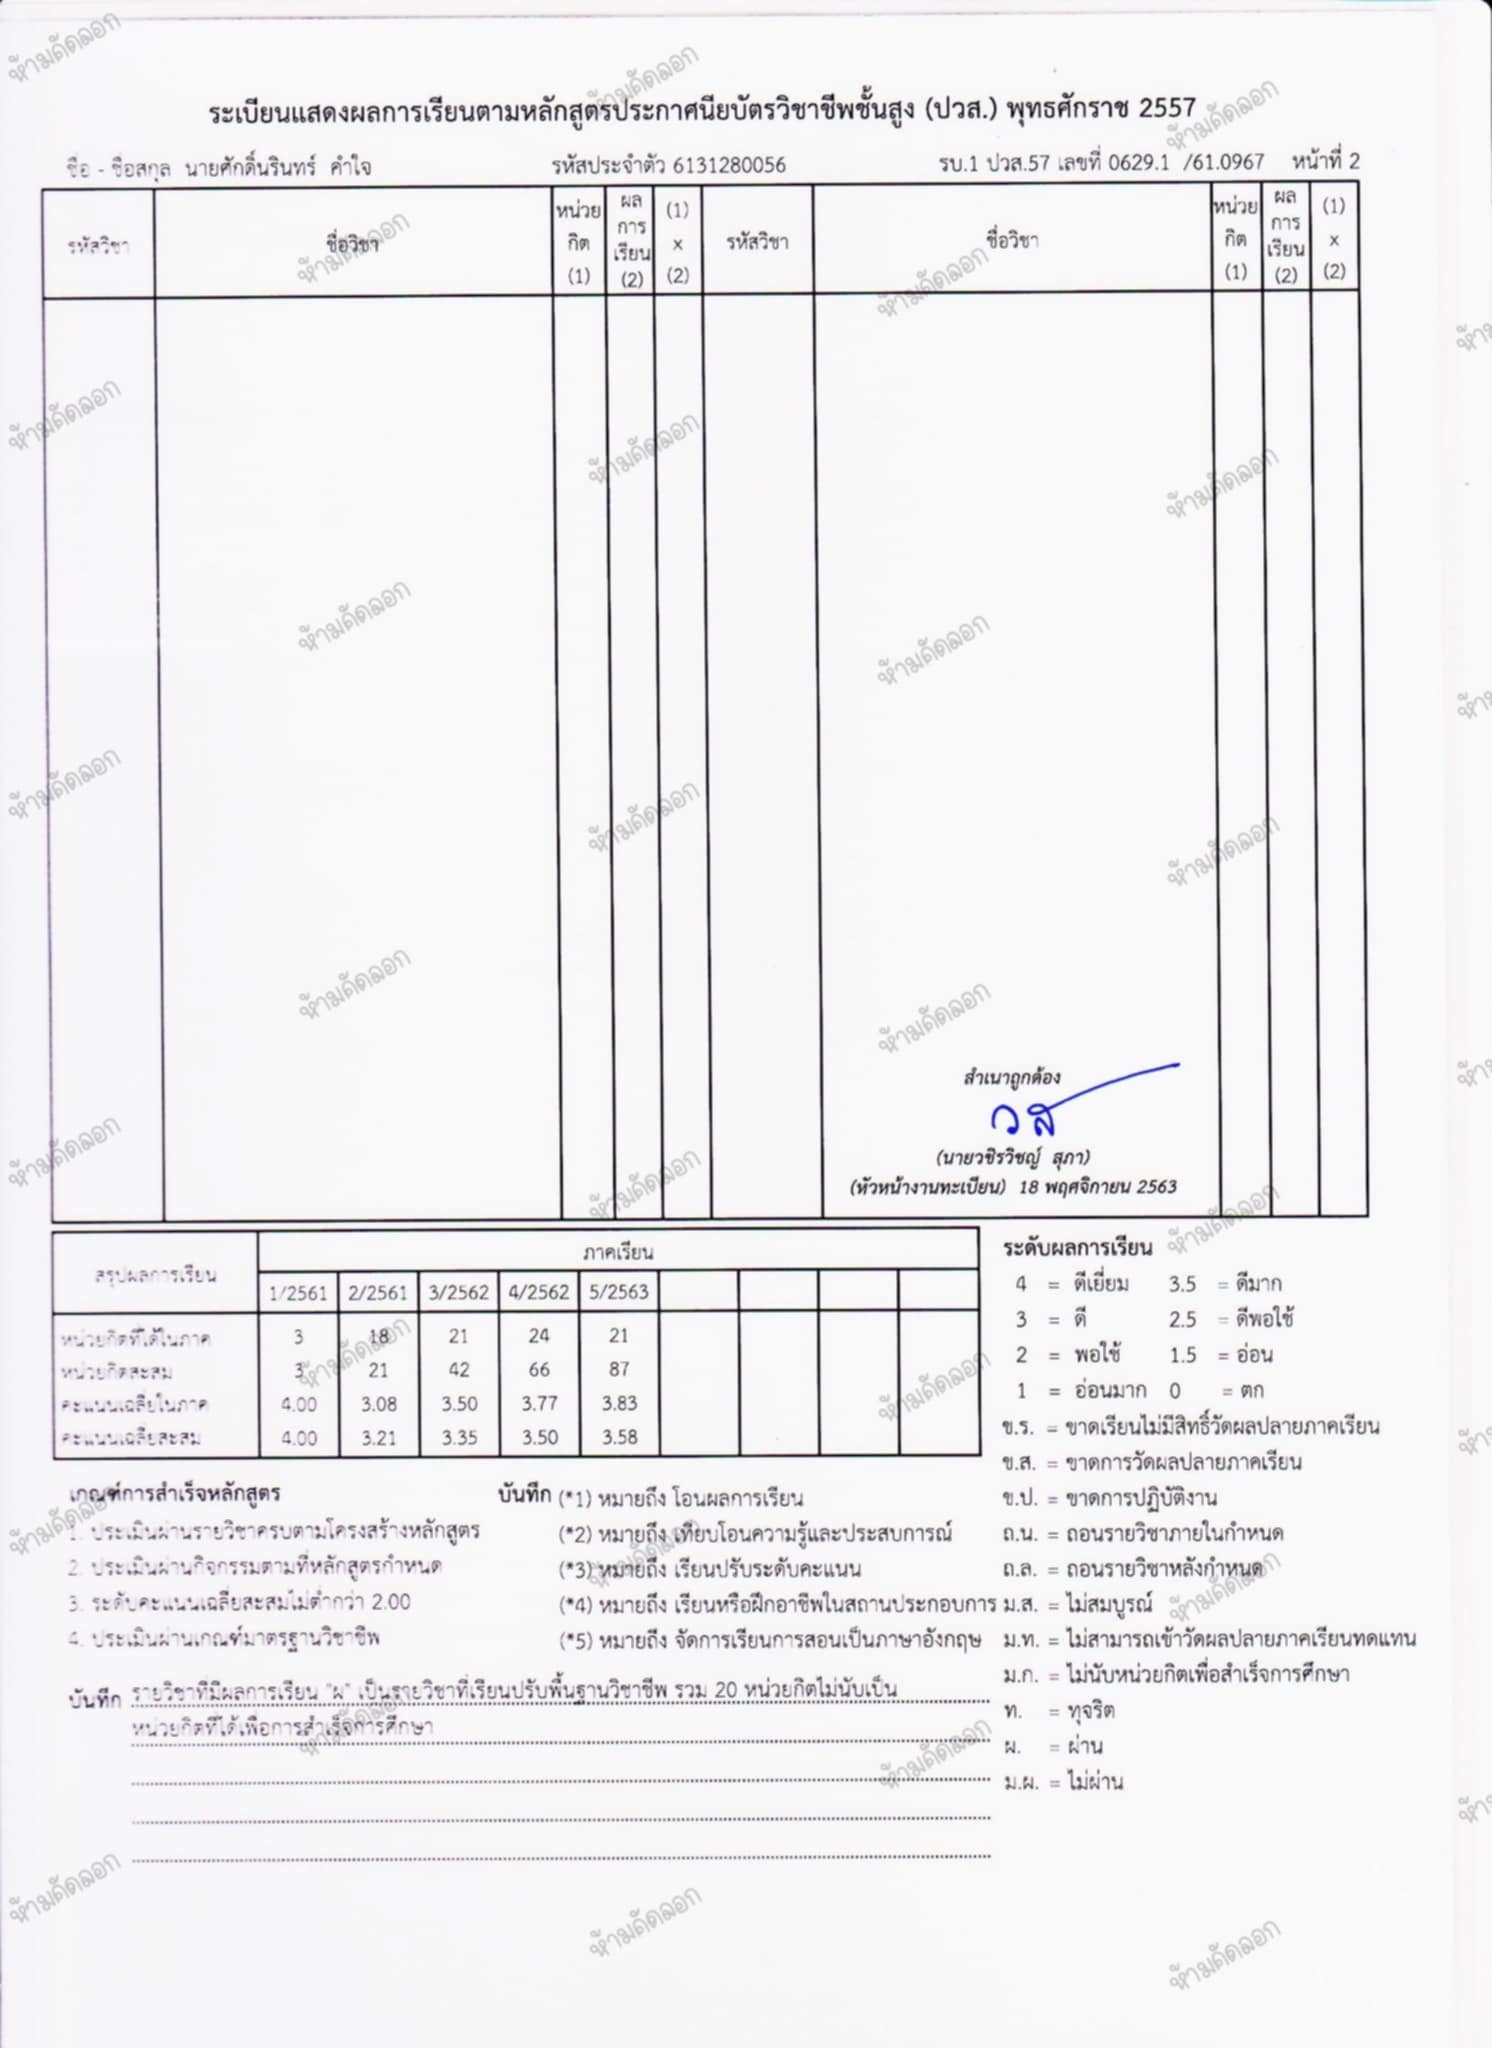 ระเบียนแสดงผลการเรียนตามหลักสูตรประกาศนียบัตรวิชาชีพชั้นสูง (ปวส.) พุทธศักราช 2557
ชื่อ - ชื่อสกุล นายศักดิ์นรินทร์ คำใจ รหัสประจำตัว 6131280056 รบ.1 ปวส.57 เลขที่ 0629.1 /61.0967 หน้าที่ 2
รหัสวิชา ชื่อวิชา หน่วยกิต (1) ผลการเรียน (2) (1) x (2) รหัสวิชา ชื่อวิชา หน่วยกิต (1) ผลการเรียน (2) (1) x (2)
สำเนาถูกต้อง
วส
(นายวชิรวิชญ์ สุภา)
(หัวหน้างานทะเบียน) 18 พฤศจิกายน 2563
สรุปผลการเรียน ภาคเรียน
1/2561 2/2561 3/2562 4/2562 5/2563
หน่วยกิตที่ได้ในภาค 3 18 21 24 21
หน่วยกิตสะสม 3 21 42 66 87
คะแนนเฉลี่ยในภาค 4.00 3.08 3.50 3.77 3.83
คะแนนเฉลี่ยสะสม 4.00 3.21 3.35 3.50 3.58
ระดับผลการเรียน
4 = ดีเยี่ยม 3.5 = ดีมาก
3 = ดี 2.5 = ดีพอใช้
2 = พอใช้ 1.5 = อ่อน
1 = อ่อนมาก 0 = ตก
ข.ร. = ขาดเรียนไม่มีสิทธิ์วัดผลปลายภาคเรียน
ข.ส. = ขาดการวัดผลปลายภาคเรียน
ข.ป. = ขาดการปฏิบัติงาน
ถ.น. = ถอนรายวิชาภายในกำหนด
ถ.ล. = ถอนรายวิชาหลังกำหนด
ม.ส. = ไม่สมบูรณ์
ม.ท. = ไม่สามารถเข้าวัดผลปลายภาคเรียนทดแทน
ม.ก. = ไม่นับหน่วยกิตเพื่อสำเร็จการศึกษา
ท. = ทุจริต
ผ. = ผ่าน
ม.ผ. = ไม่ผ่าน
เกณฑ์การสำเร็จหลักสูตร
1. ประเมินผ่านรายวิชาครบตามโครงสร้างหลักสูตร
2. ประเมินผ่านกิจกรรมตามที่หลักสูตรกำหนด
3. ระดับคะแนนเฉลี่ยสะสมไม่ต่ำกว่า 2.00
4. ประเมินผ่านเกณฑ์มาตรฐานวิชาชีพ
บันทึก (*1) หมายถึง โอนผลการเรียน
(*2) หมายถึง เทียบโอนความรู้และประสบการณ์
(*3) หมายถึง เรียนปรับระดับคะแนน
(*4) หมายถึง เรียนหรือฝึกอาชีพในสถานประกอบการ
(*5) หมายถึง จัดการเรียนการสอนเป็นภาษาอังกฤษ
บันทึก รายวิชาที่มีผลการเรียน "ผ" เป็นรายวิชาที่เรียนปรับพื้นฐานวิชาชีพ รวม 20 หน่วยกิตไม่นับเป็น
หน่วยกิตที่ได้เพื่อการสำเร็จการศึกษา
ห้ามคัดลอก